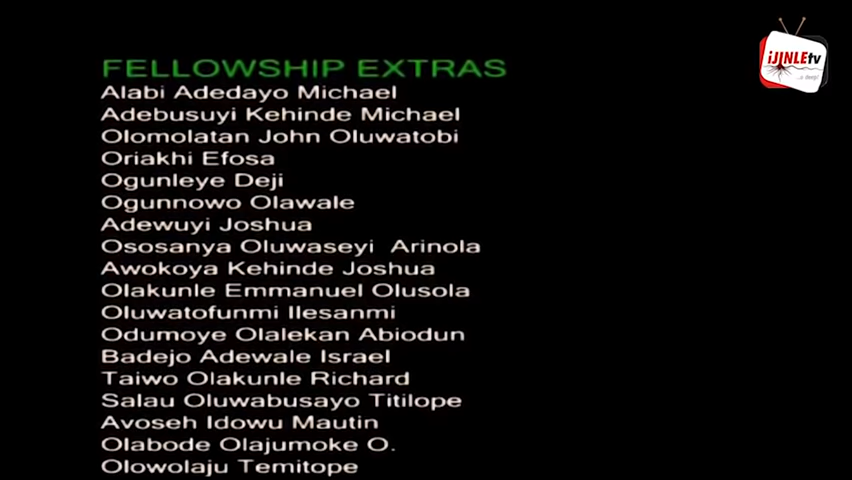 FELLOWSHIP EXTRAS
Alabi Adedayo Michael
Adebusuyi Kehinde Michael
Olomolatan John Oluwatobi
Oriakhi Efosa
Ogunleye Deji
Ogunnowo Olawale
Adewuyi Joshua
Ososanya Oluwaseyi Arinola
Awokoya Kehinde Joshua
Olakunle Emmanuel Olusola
Oluwatofunmi Ilesanmi
Odumoye Olalekan Abiodun
Badejo Adewale Israel
Taiwo Olakunle Richard
Salau Oluwabusayo Titilope
Avoseh Idowu Mautin
Olabode Olajumoke O.
Olowolaju Temitope
iJINLEtv
...a deep!